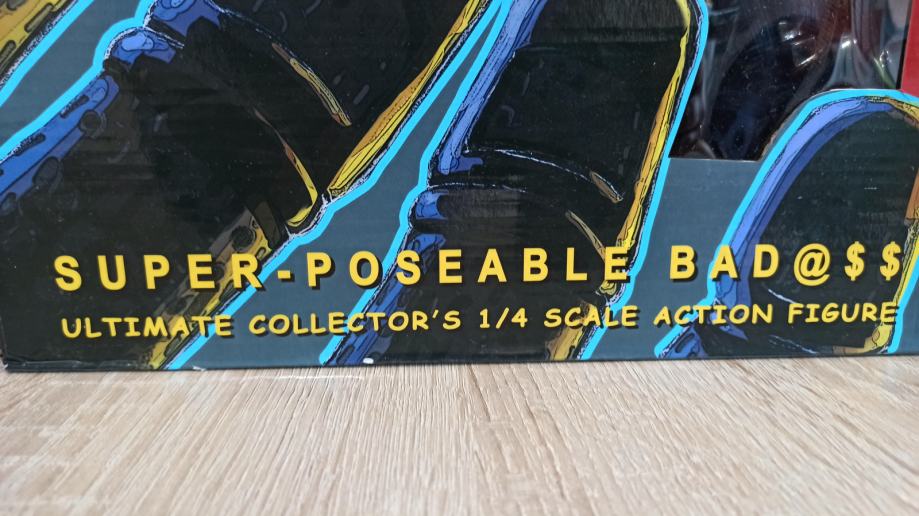 SUPER-POSEABLE BAD@$$
ULTIMATE COLLECTOR'S 1/4 SCALE ACTION FIGURE